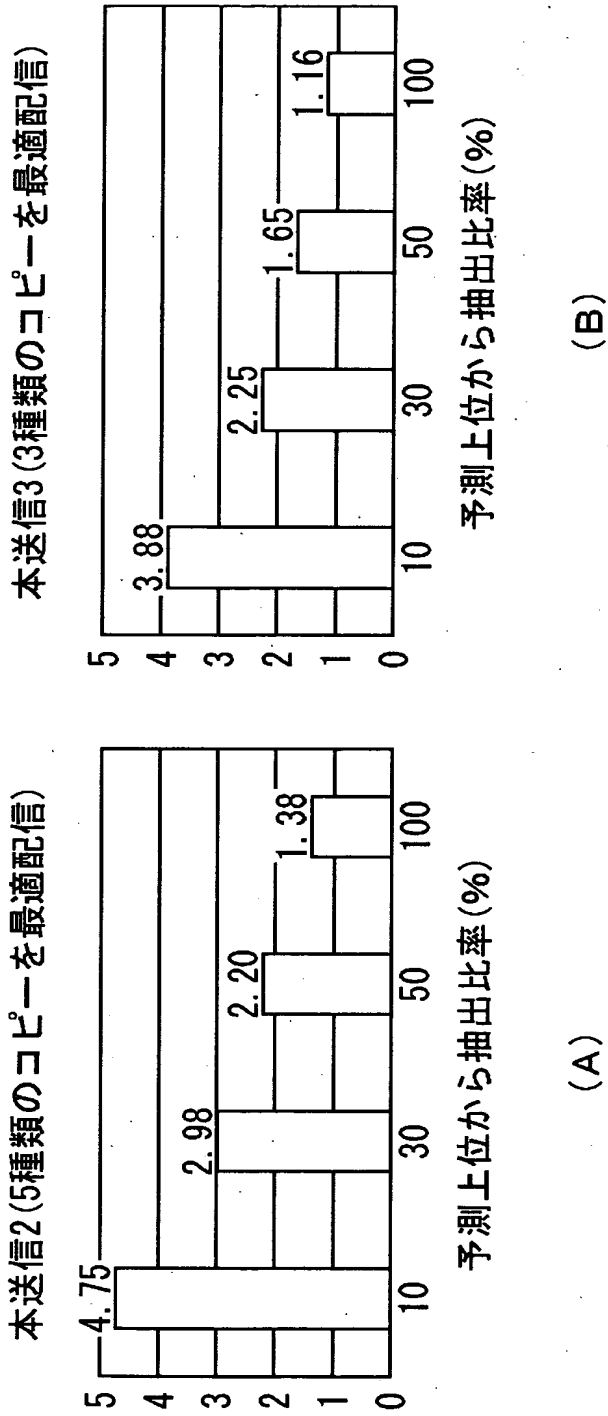 本送信2(5種類のコピーを最適配信)
5
4
3
2
1
0
4.75
2.98
2.20
1.38
10 30 50 100
予測上位から抽出比率(%)
(A)
本送信3(3種類のコピーを最適配信)
5
4
3
2
1
0
3.88
2.25
1.65
1.16
10 30 50 100
予測上位から抽出比率(%)
(B)